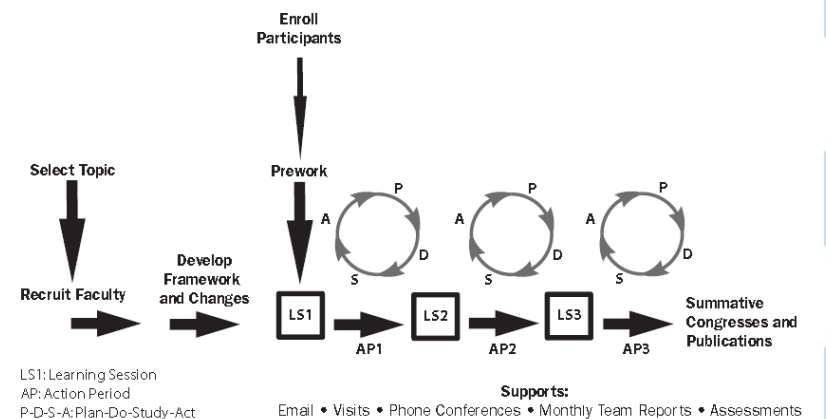 Enroll
Participants
Select Topic
Prework
P
A
D
S
P
A
D
S
P
A
D
S
Recruit Faculty
Develop
Framework
and Changes
LS1
AP1
LS2
AP2
LS3
AP3
Summative
Congresses and
Publications
LS1: Learning Session
AP: Action Period
P-D-S-A: Plan-Do-Study-Act
Supports:
Email • Visits • Phone Conferences • Monthly Team Reports • Assessments